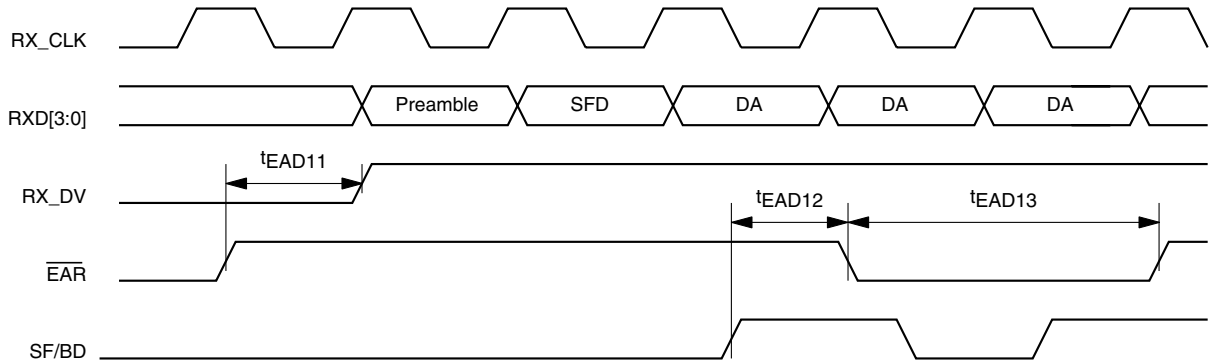 RX_CLK
RXD[3:0]
Preamble SFD DA DA DA
RX_DV
tEAD11
tEAD12 tEAD13
EAR
SF/BD